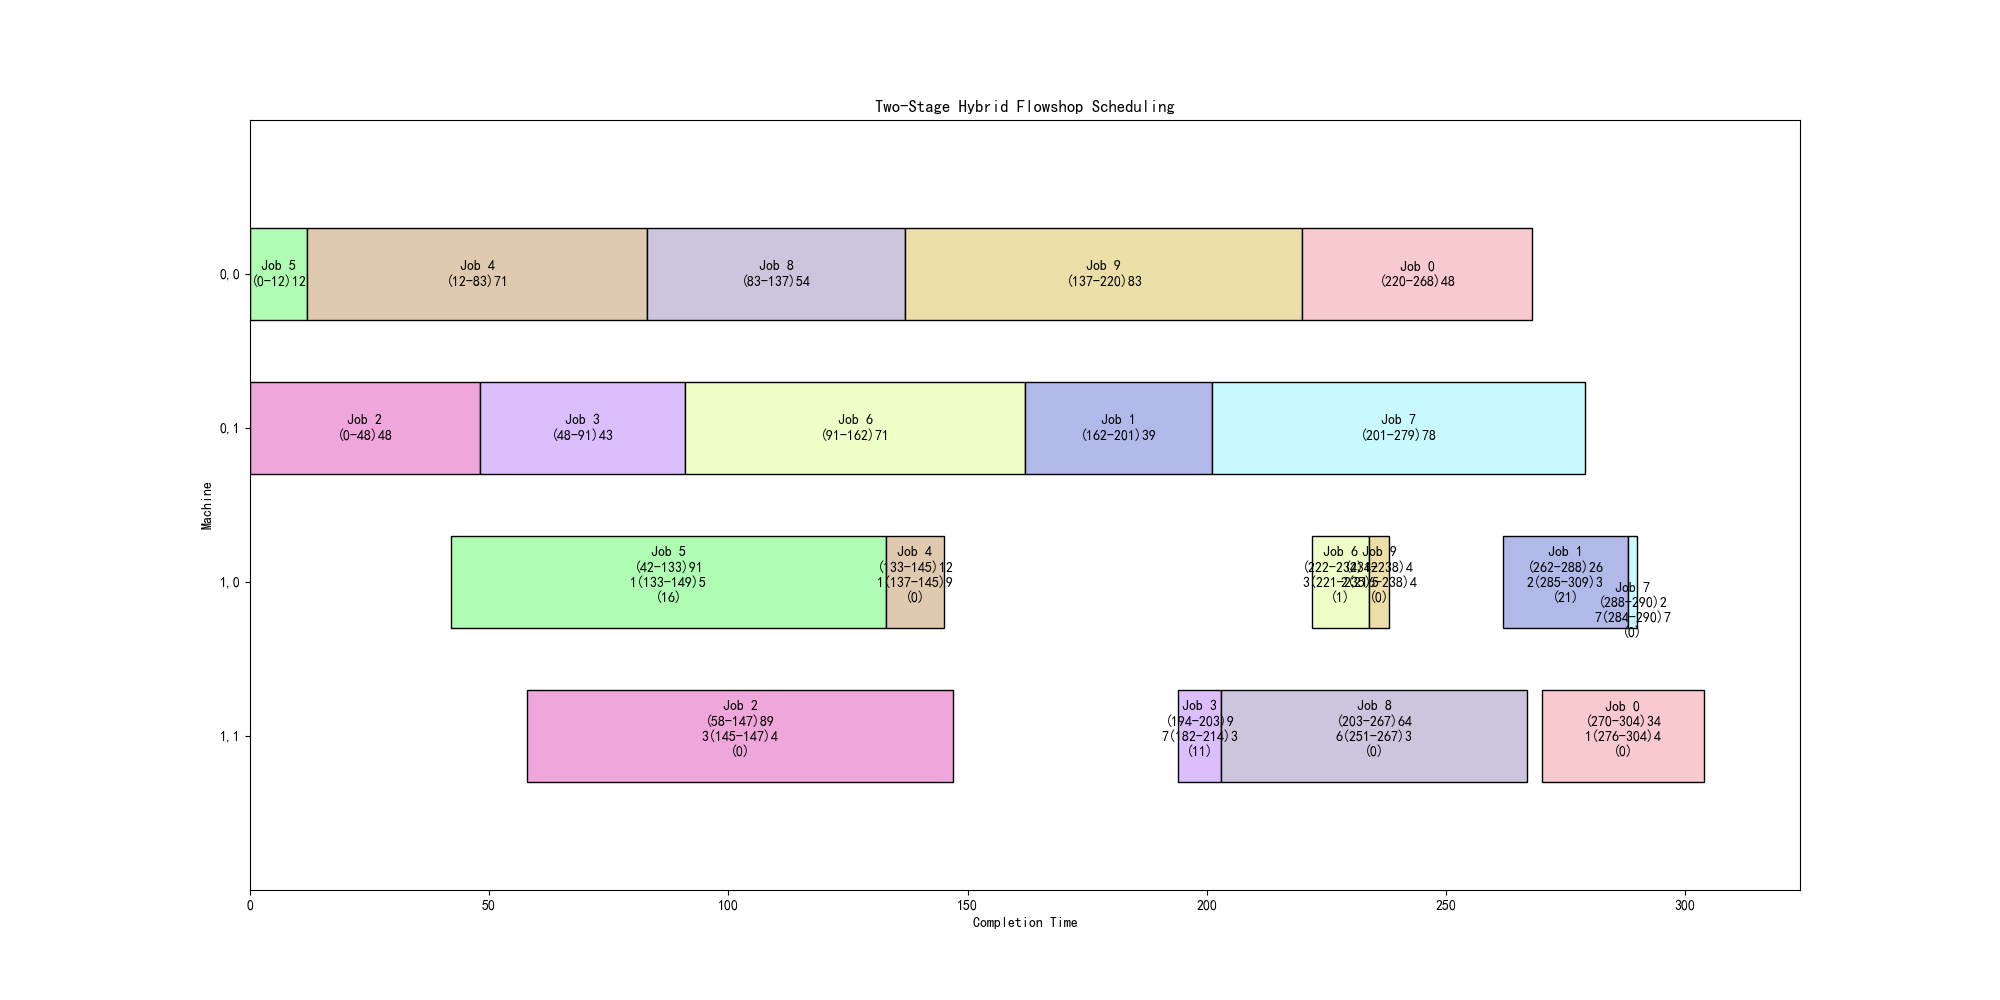 Two-Stage Hybrid Flowshop Scheduling
0,0
Job 5
(0-12)12
Job 4
(12-83)71
Job 8
(83-137)54
Job 9
(137-220)83
Job 0
(220-268)48
0,1
Job 2
(0-48)48
Job 3
(48-91)43
Job 6
(91-162)71
Job 1
(162-201)39
Job 7
(201-279)78
Machine
1,0
Job 5
(42-133)91
1(133-149)5
(16)
Job 4
(133-145)12
1(137-145)9
(0)
Job 6
(222-234)12
(1)
Job 9
(234-238)4
(0)
Job 1
(262-288)26
2(285-309)3
(21)
Job 7
(288-290)2
7(284-290)7
(0)
1,1
Job 2
(58-147)89
3(145-147)4
(0)
Job 3
(194-203)9
7(182-214)3
(11)
Job 8
(203-267)64
6(251-267)3
(0)
Job 0
(270-304)34
1(276-304)4
(0)
0
50
100
150
200
250
300
Completion Time